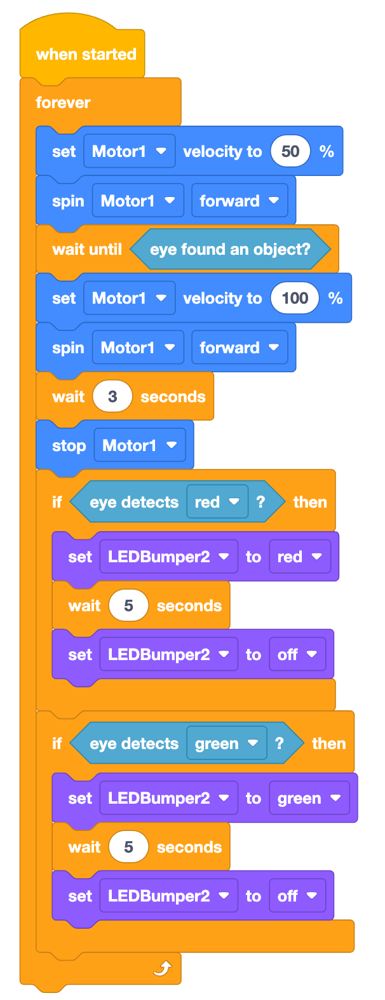 when started
forever
set Motor1 velocity to 50 %
spin Motor1 forward
wait until eye found an object?
set Motor1 velocity to 100 %
spin Motor1 forward
wait 3 seconds
stop Motor1
if eye detects red ? then
set LEDBumper2 to red
wait 5 seconds
set LEDBumper2 to off
if eye detects green ? then
set LEDBumper2 to green
wait 5 seconds
set LEDBumper2 to off